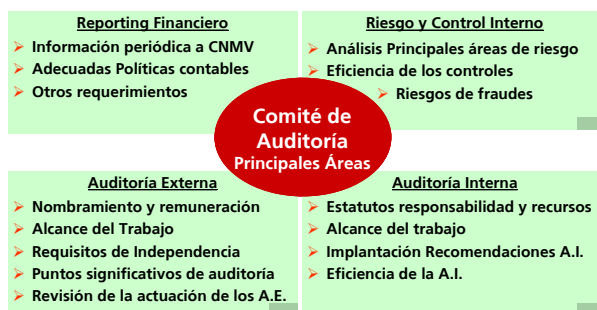 Reporting Financiero
Información periódica a CNMV
Adecuadas Políticas contables
Otros requerimientos
Riesgo y Control Interno
Análisis Principales áreas de riesgo
Eficiencia de los controles
Riesgos de fraudes
Comité de
Auditoría
Principales Áreas
Auditoría Externa
Nombramiento y remuneración
Alcance del Trabajo
Requisitos de Independencia
Puntos significativos de auditoría
Revisión de la actuación de los A.E.
Auditoría Interna
Estatutos responsabilidad y recursos
Alcance del trabajo
Implantación Recomendaciones A.I.
Eficiencia de la A.I.